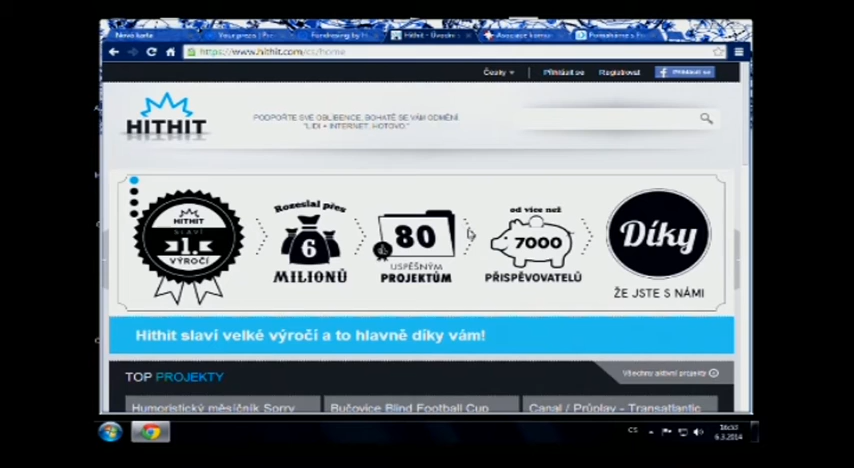 Nová karta
Hithit - Úvodní s
https://www.hithit.com/cs/home
Česky
Přihlásit se
Registrovat
Přihlásit se
HITHIT
PODPOŘTE SVÉ OBLÍBENCE, BOHATĚ SE VÁM ODMĚNÍ.
"LIDI + INTERNET. HOTOVO."
HITHIT
SLAVÍ
1.
VÝROČÍ
Rozeslal přes
6
MILIONŮ
80
ÚSPĚŠNÝM
PROJEKTŮM
od více než
7000
PŘISPĚVOVATELŮ
Díky
ŽE JSTE S NÁMI
Hithit slaví velké výročí a to hlavně díky vám!
TOP PROJEKTY
Všechny aktivní projekty
Humoristický měsíčník Sorry
Bučovice Blind Football Cup
Canal / Průplav - Transatlantic
CS
6.3.2014